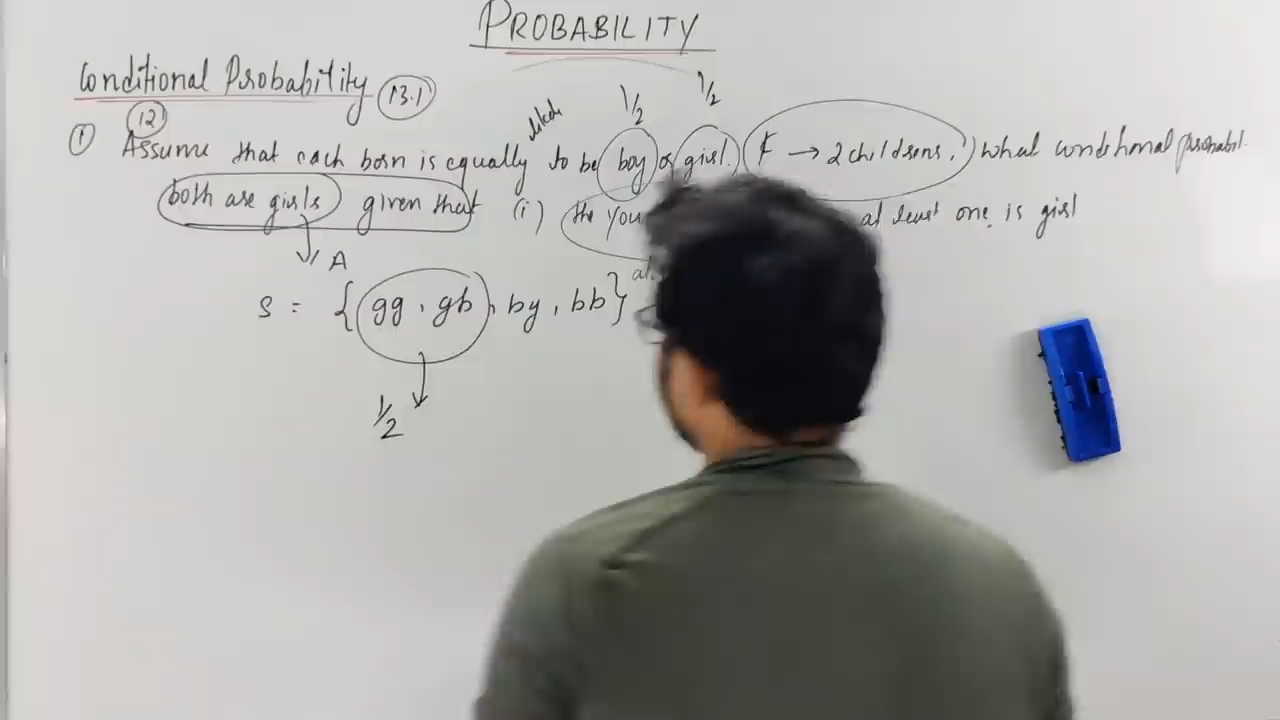 PROBABILITY
Conditional Probability 13.1
1/2 1/2
① 12 Assume that each born is equally likely to be boy or girl. → 2 childrens. what conditional probabil.
both are girls given that (i) the you at least one is girl
A
S = {gg, gb, bg, bb}
1/2